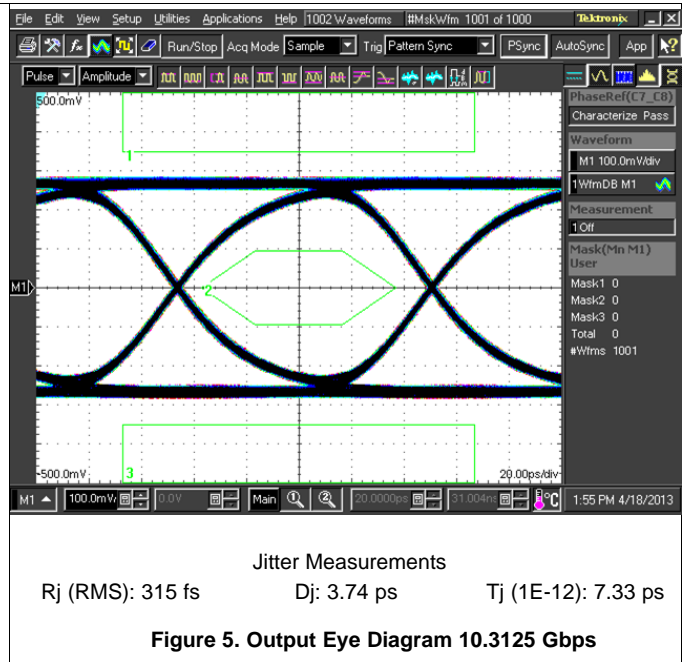 File Edit View Setup Utilities Applications Help 1002 Waveforms #MskWfm 1001 of 1000 Tektronix
Run/Stop Acq Mode Sample Trig Pattern Sync PSync AutoSync App
Pulse Amplitude
500.0mV
PhaseRef(C7_C8)
Characterize Pass
Waveform
M1 100.0mV/div
1WfmDB M1
Measurement
1 Off
Mask(Mn M1)
User
Mask1 0
Mask2 0
Mask3 0
Total 0
#Wfms 1001
1
M1
2
3
-500.0mV
20.00ps/div
M1 100.0mV/ 0.0V Main 1 2 20.0000ps 31.004ns °C 1:55 PM 4/18/2013
Jitter Measurements
Rj (RMS): 315 fs Dj: 3.74 ps Tj (1E-12): 7.33 ps
Figure 5. Output Eye Diagram 10.3125 Gbps